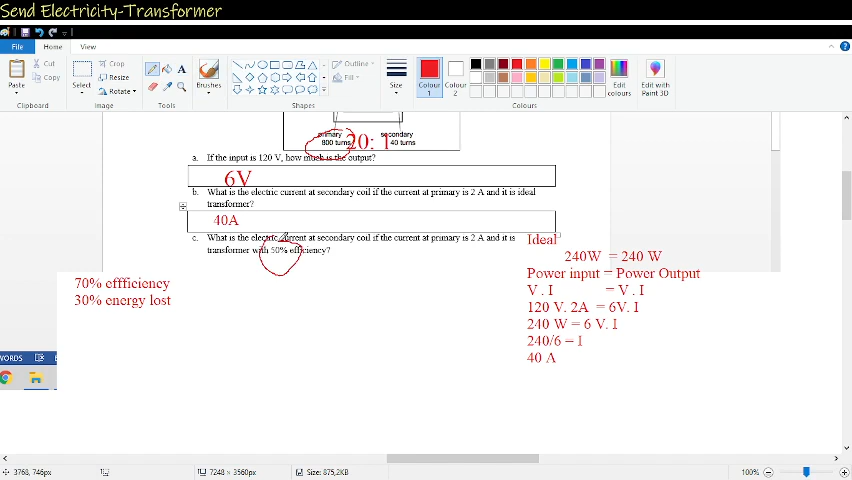 Send Electricity-Transformer
File
Home
View
Paste
Cut
Copy
Clipboard
Select
Crop
Resize
Rotate
Image
Tools
Brushes
Outline
Fill
Shapes
Size
Colour 1
Colour 2
Colours
Edit colours
Edit with Paint 3D
primary
800 turns
20: 1
secondary
40 turns
a. If the input is 120 V, how much is the output?
6V
b. What is the electric current at secondary coil if the current at primary is 2 A and it is ideal
transformer?
40A
c. What is the electric current at secondary coil if the current at primary is 2 A and it is
transformer with 50% efficiency?
70% effficiency
30% energy lost
Ideal
240W = 240 W
Power input = Power Output
V . I = V . I
120 V. 2A = 6V. I
240 W = 6 V. I
240/6 = I
40 A
WORDS
3768, 746px
7248 × 3560px
Size: 875,2KB
100%